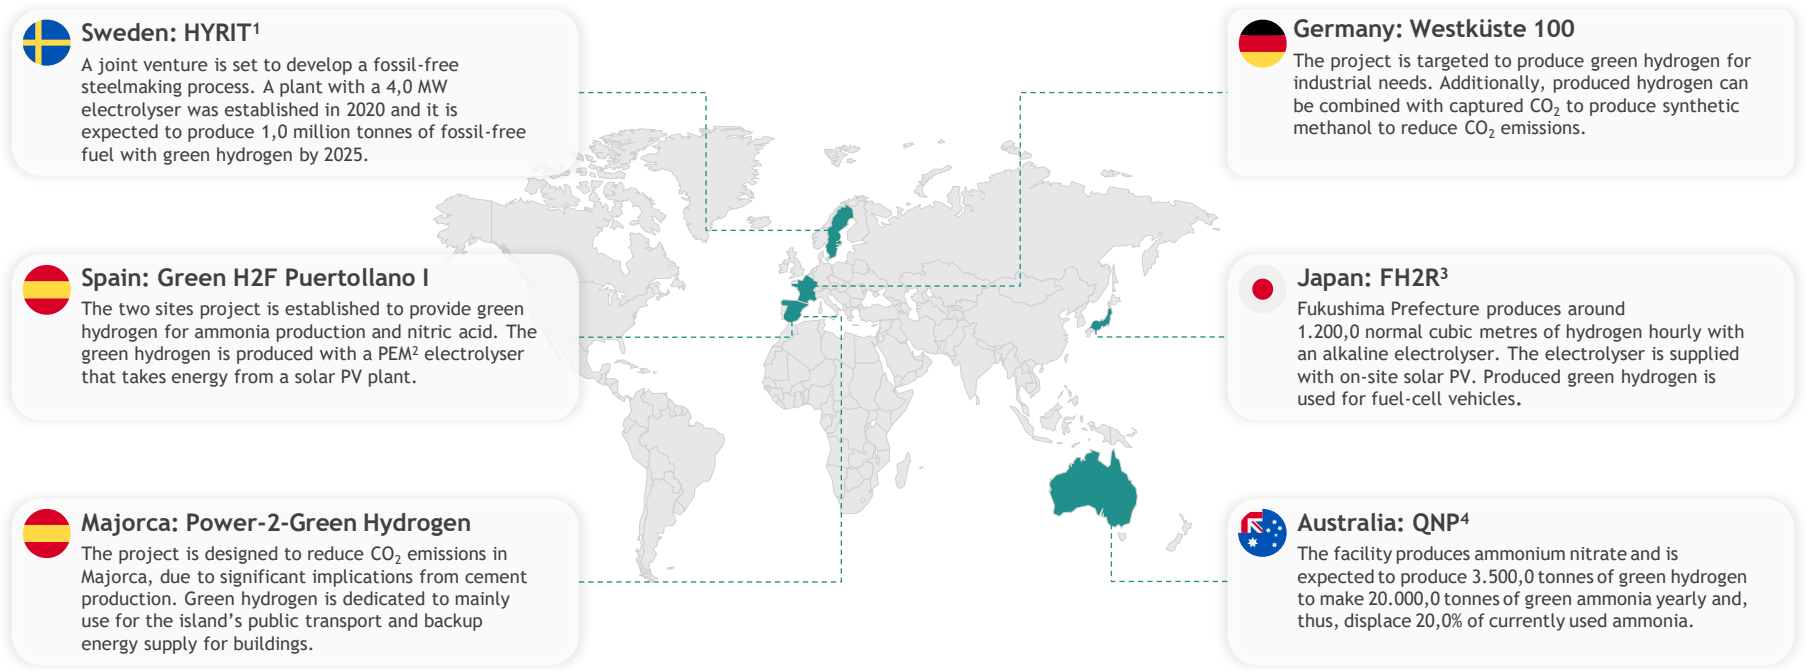 Sweden: HYRIT¹
A joint venture is set to develop a fossil-free
steelmaking process. A plant with a 4,0 MW
electrolyser was established in 2020 and it is
expected to produce 1,0 million tonnes of fossil-free
fuel with green hydrogen by 2025.
Spain: Green H2F Puertollano I
The two sites project is established to provide green
hydrogen for ammonia production and nitric acid. The
green hydrogen is produced with a PEM² electrolyser
that takes energy from a solar PV plant.
Majorca: Power-2-Green Hydrogen
The project is designed to reduce CO₂ emissions in
Majorca, due to significant implications from cement
production. Green hydrogen is dedicated to mainly
use for the island’s public transport and backup
energy supply for buildings.
Germany: Westküste 100
The project is targeted to produce green hydrogen for
industrial needs. Additionally, produced hydrogen can
be combined with captured CO₂ to produce synthetic
methanol to reduce CO₂ emissions.
Japan: FH2R³
Fukushima Prefecture produces around
1.200,0 normal cubic metres of hydrogen hourly with
an alkaline electrolyser. The electrolyser is supplied
with on-site solar PV. Produced green hydrogen is
used for fuel-cell vehicles.
Australia: QNP⁴
The facility produces ammonium nitrate and is
expected to produce 3.500,0 tonnes of green hydrogen
to make 20.000,0 tonnes of green ammonia yearly and,
thus, displace 20,0% of currently used ammonia.